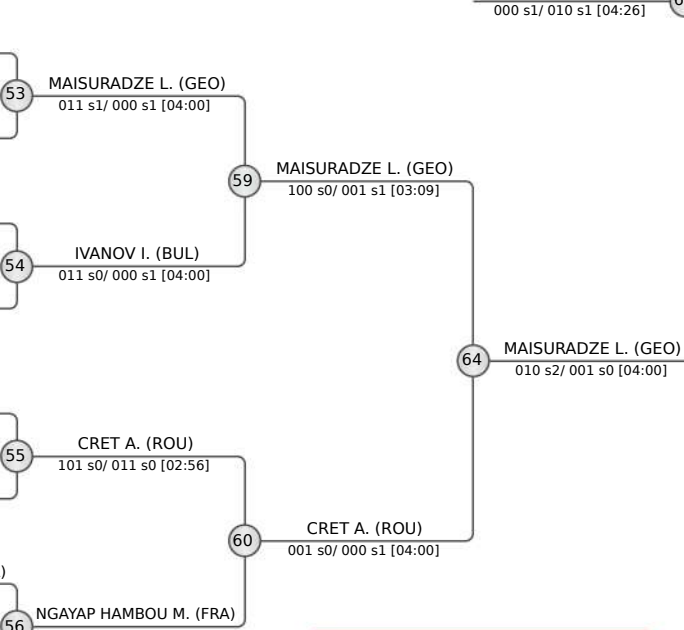 000 s1/ 010 s1 [04:26]
53
MAISURADZE L. (GEO)
011 s1/ 000 s1 [04:00]
59
MAISURADZE L. (GEO)
100 s0/ 001 s1 [03:09]
54
IVANOV I. (BUL)
011 s0/ 000 s1 [04:00]
64
MAISURADZE L. (GEO)
010 s2/ 001 s0 [04:00]
55
CRET A. (ROU)
101 s0/ 011 s0 [02:56]
60
CRET A. (ROU)
001 s0/ 000 s1 [04:00]
)
56
NGAYAP HAMBOU M. (FRA)